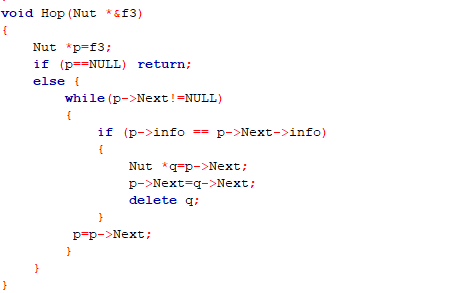 void Hop(Nut *&f3)
{
    Nut *p=f3;
    if (p==NULL) return;
    else {
        while(p->Next!=NULL)
        {
            if (p->info == p->Next->info)
            {
                Nut *q=p->Next;
                p->Next=q->Next;
                delete q;
            }
         p=p->Next;
        }
    }
}